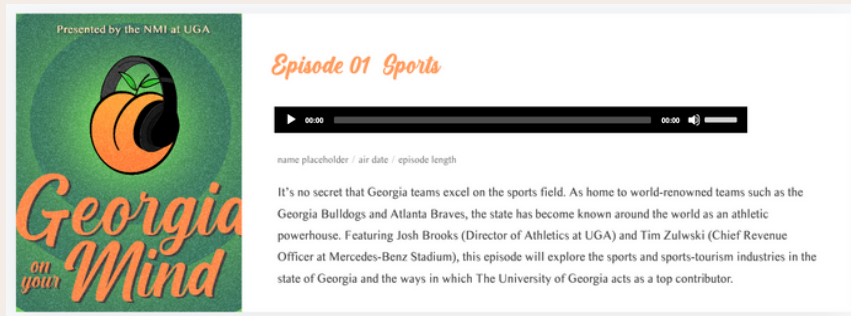 Presented by the NMI at UGA
Georgia
on
your
Mind
Episode 01 Sports
00:00
00:00
name placeholder / air date / episode length
It's no secret that Georgia teams excel on the sports field. As home to world-renowned teams such as the
Georgia Bulldogs and Atlanta Braves, the state has become known around the world as an athletic
powerhouse. Featuring Josh Brooks (Director of Athletics at UGA) and Tim Zulwski (Chief Revenue
Officer at Mercedes-Benz Stadium), this episode will explore the sports and sports-tourism industries in the
state of Georgia and the ways in which The University of Georgia acts as a top contributor.